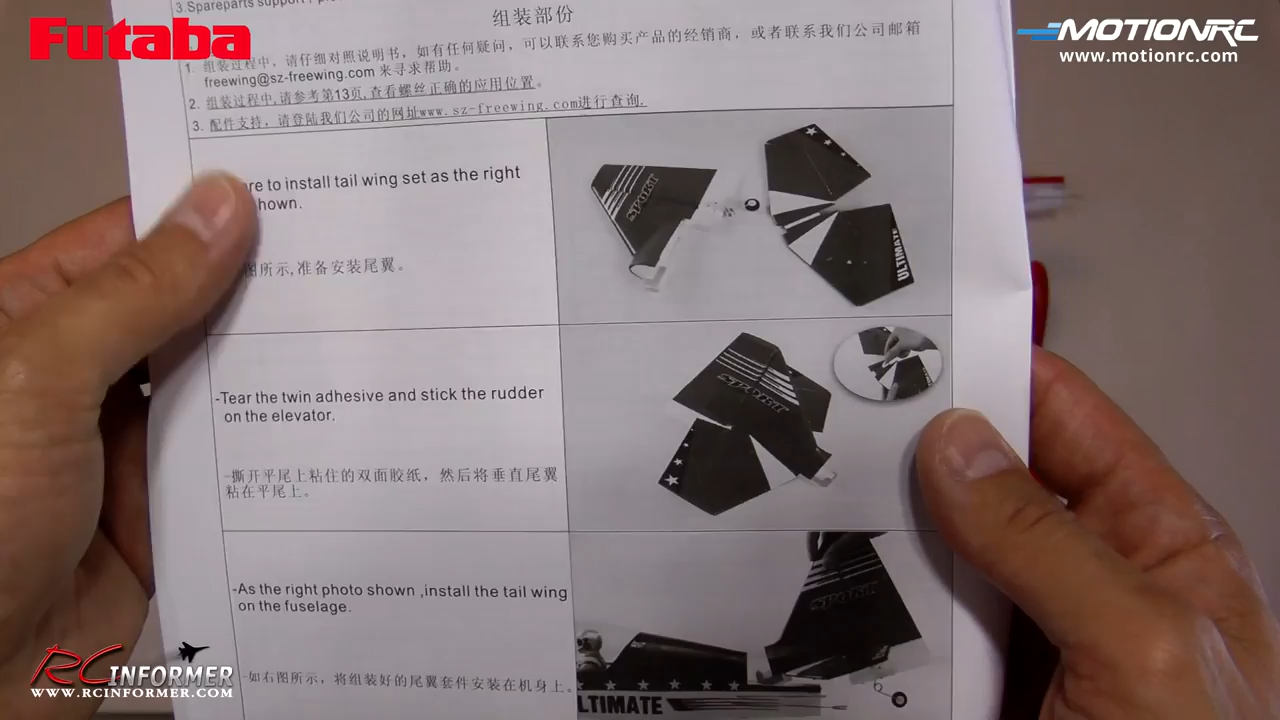 3.Spareparts support
Futaba
MOTIONRC
www.motionrc.com
组装部份
1. 组装过程中，请仔细对照说明书，如有任何疑问，可以联系您购买产品的经销商，或者联系我们公司邮箱
freewing@sz-freewing.com 来寻求帮助。
2. 组装过程中,请参考第13页,查看螺丝正确的应用位置。
3. 配件支持，请登陆我们公司的网址www.sz-freewing.com进行查询.
to install tail wing set as the right
图所示,准备安装尾翼。
SPORT
ULTIMATE
-Tear the twin adhesive and stick the rudder
on the elevator.
-撕开平尾上粘住的双面胶纸，然后将垂直尾翼
粘在平尾上。
SPORT
-As the right photo shown ,install the tail wing
on the fuselage.
-如右图所示，将组装好的尾翼套件安装在机身上。
SPORT
ULTIMATE
RC INFORMER
WWW.RCINFORMER.COM